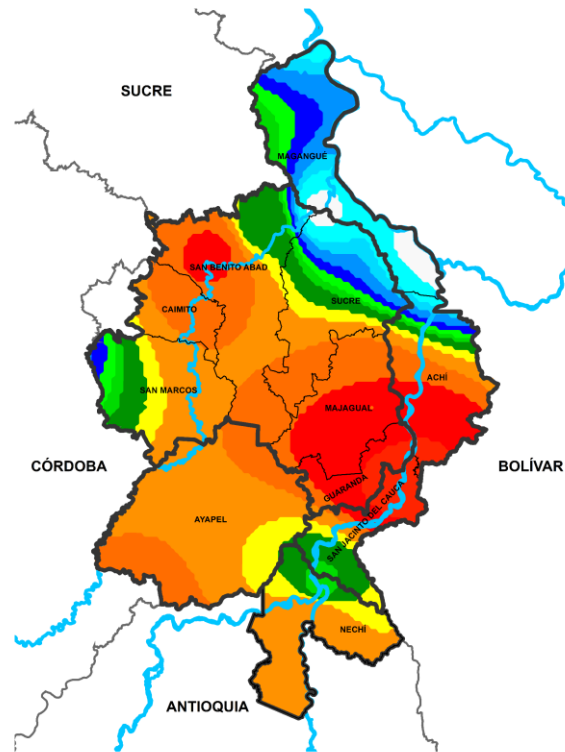 SUCRE
MAGANGUÉ
SAN BENITO ABAD
SUCRE
CAIMITO
ACHÍ
SAN MARCOS
MAJAGUAL
CÓRDOBA
BOLÍVAR
GUARANDA
SAN JACINTO DEL CAUCA
AYAPEL
NECHÍ
ANTIOQUIA